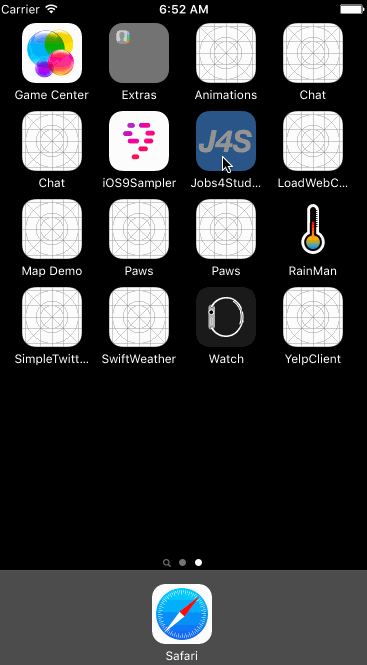 Carrier 6:52 AM
Game Center Extras Animations Chat
J4S
Chat iOS9Sampler Jobs4Stud... LoadWebC...
Map Demo Paws Paws RainMan
SimpleTwitt... SwiftWeather Watch YelpClient
Safari